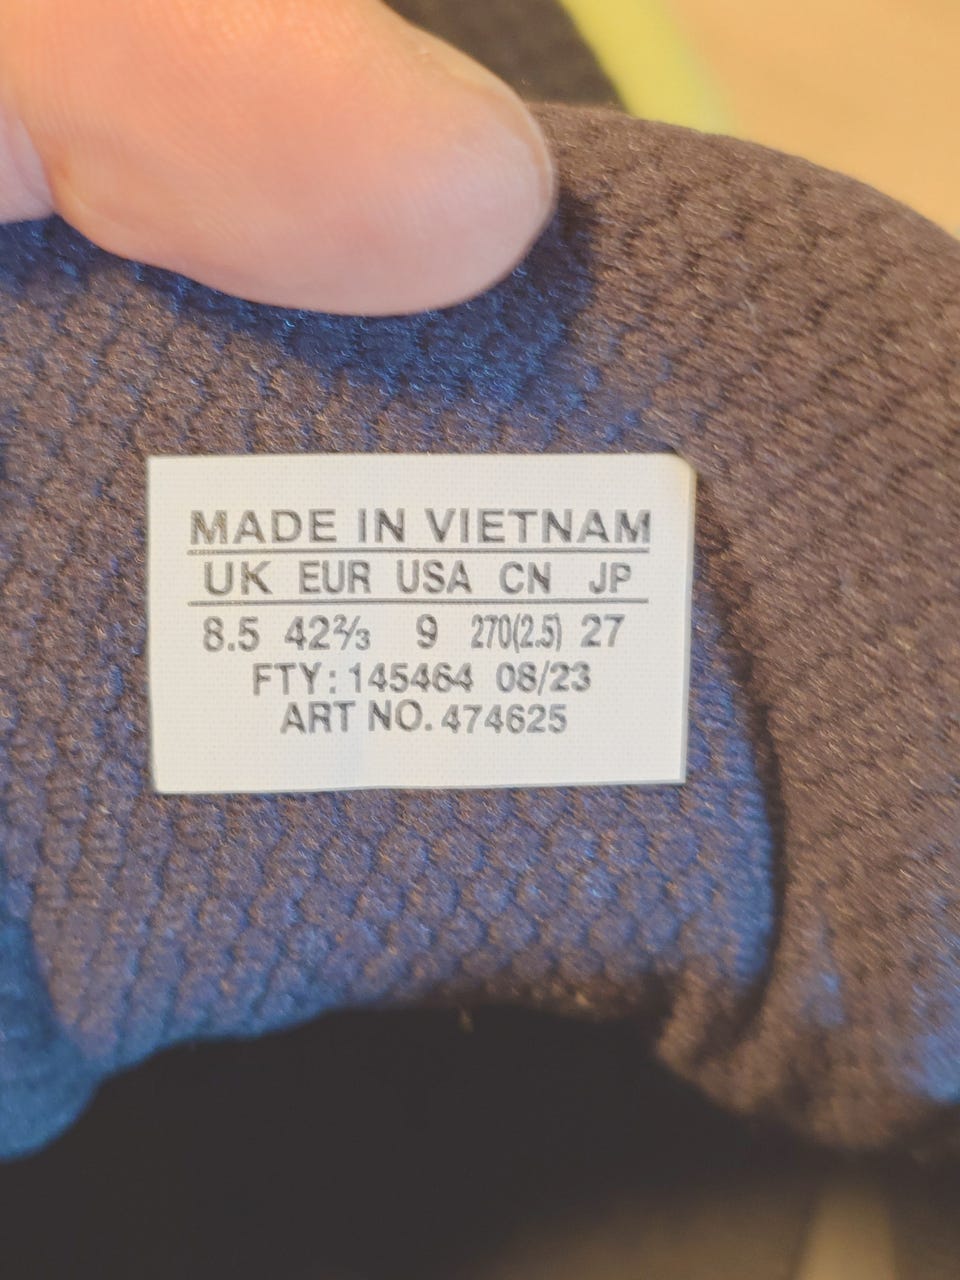 MADE IN VIETNAM
UK EUR USA CN JP
8.5 42⅔ 9 270(2.5) 27
FTY: 145464 08/23
ART NO. 474625